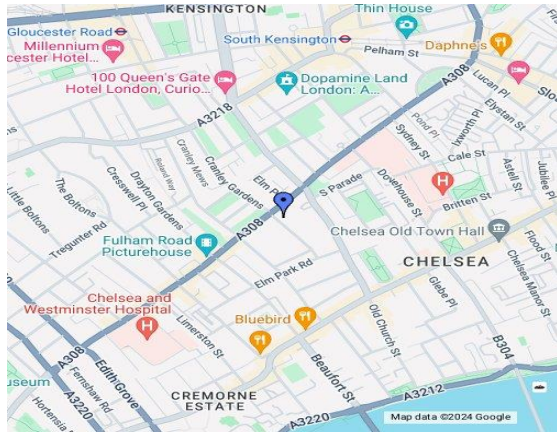 KENSINGTON
Thin House
Gloucester Road
South Kensington
Daphne's
Millennium
cester Hotel...
Pelham St
A308
100 Queen's Gate
Hotel London, Curio...
Dopamine Land
London: A...
Lucan Pl
Slo
A3218
Elystan St
Ixworth Pl
Pond Pl
Sydney St
Cale St
Astell St
Jubilee Pl
Cranley Mews
Roland Way
Cranley Gardens
Elm P
S Parade
Dovehouse St
H
Britten St
The Boltons
Cresswell Pl
Drayton Gardens
Little Boltons
Tregunter Rd
A308
Fulham Road
Picturehouse
Chelsea Old Town Hall
Flood St
CHELSEA
Elm Park Rd
Chelsea Manor St
Glebe Pl
Chelsea and
Westminster Hospital
H
Limerston St
Bluebird
Old Church St
B304
A308
Edith Grove
Beaufort St
useum
Fernshaw Rd
A3212
CREMORNE
ESTATE
Hortensia
A3220
A3220
Map data ©2024 Google